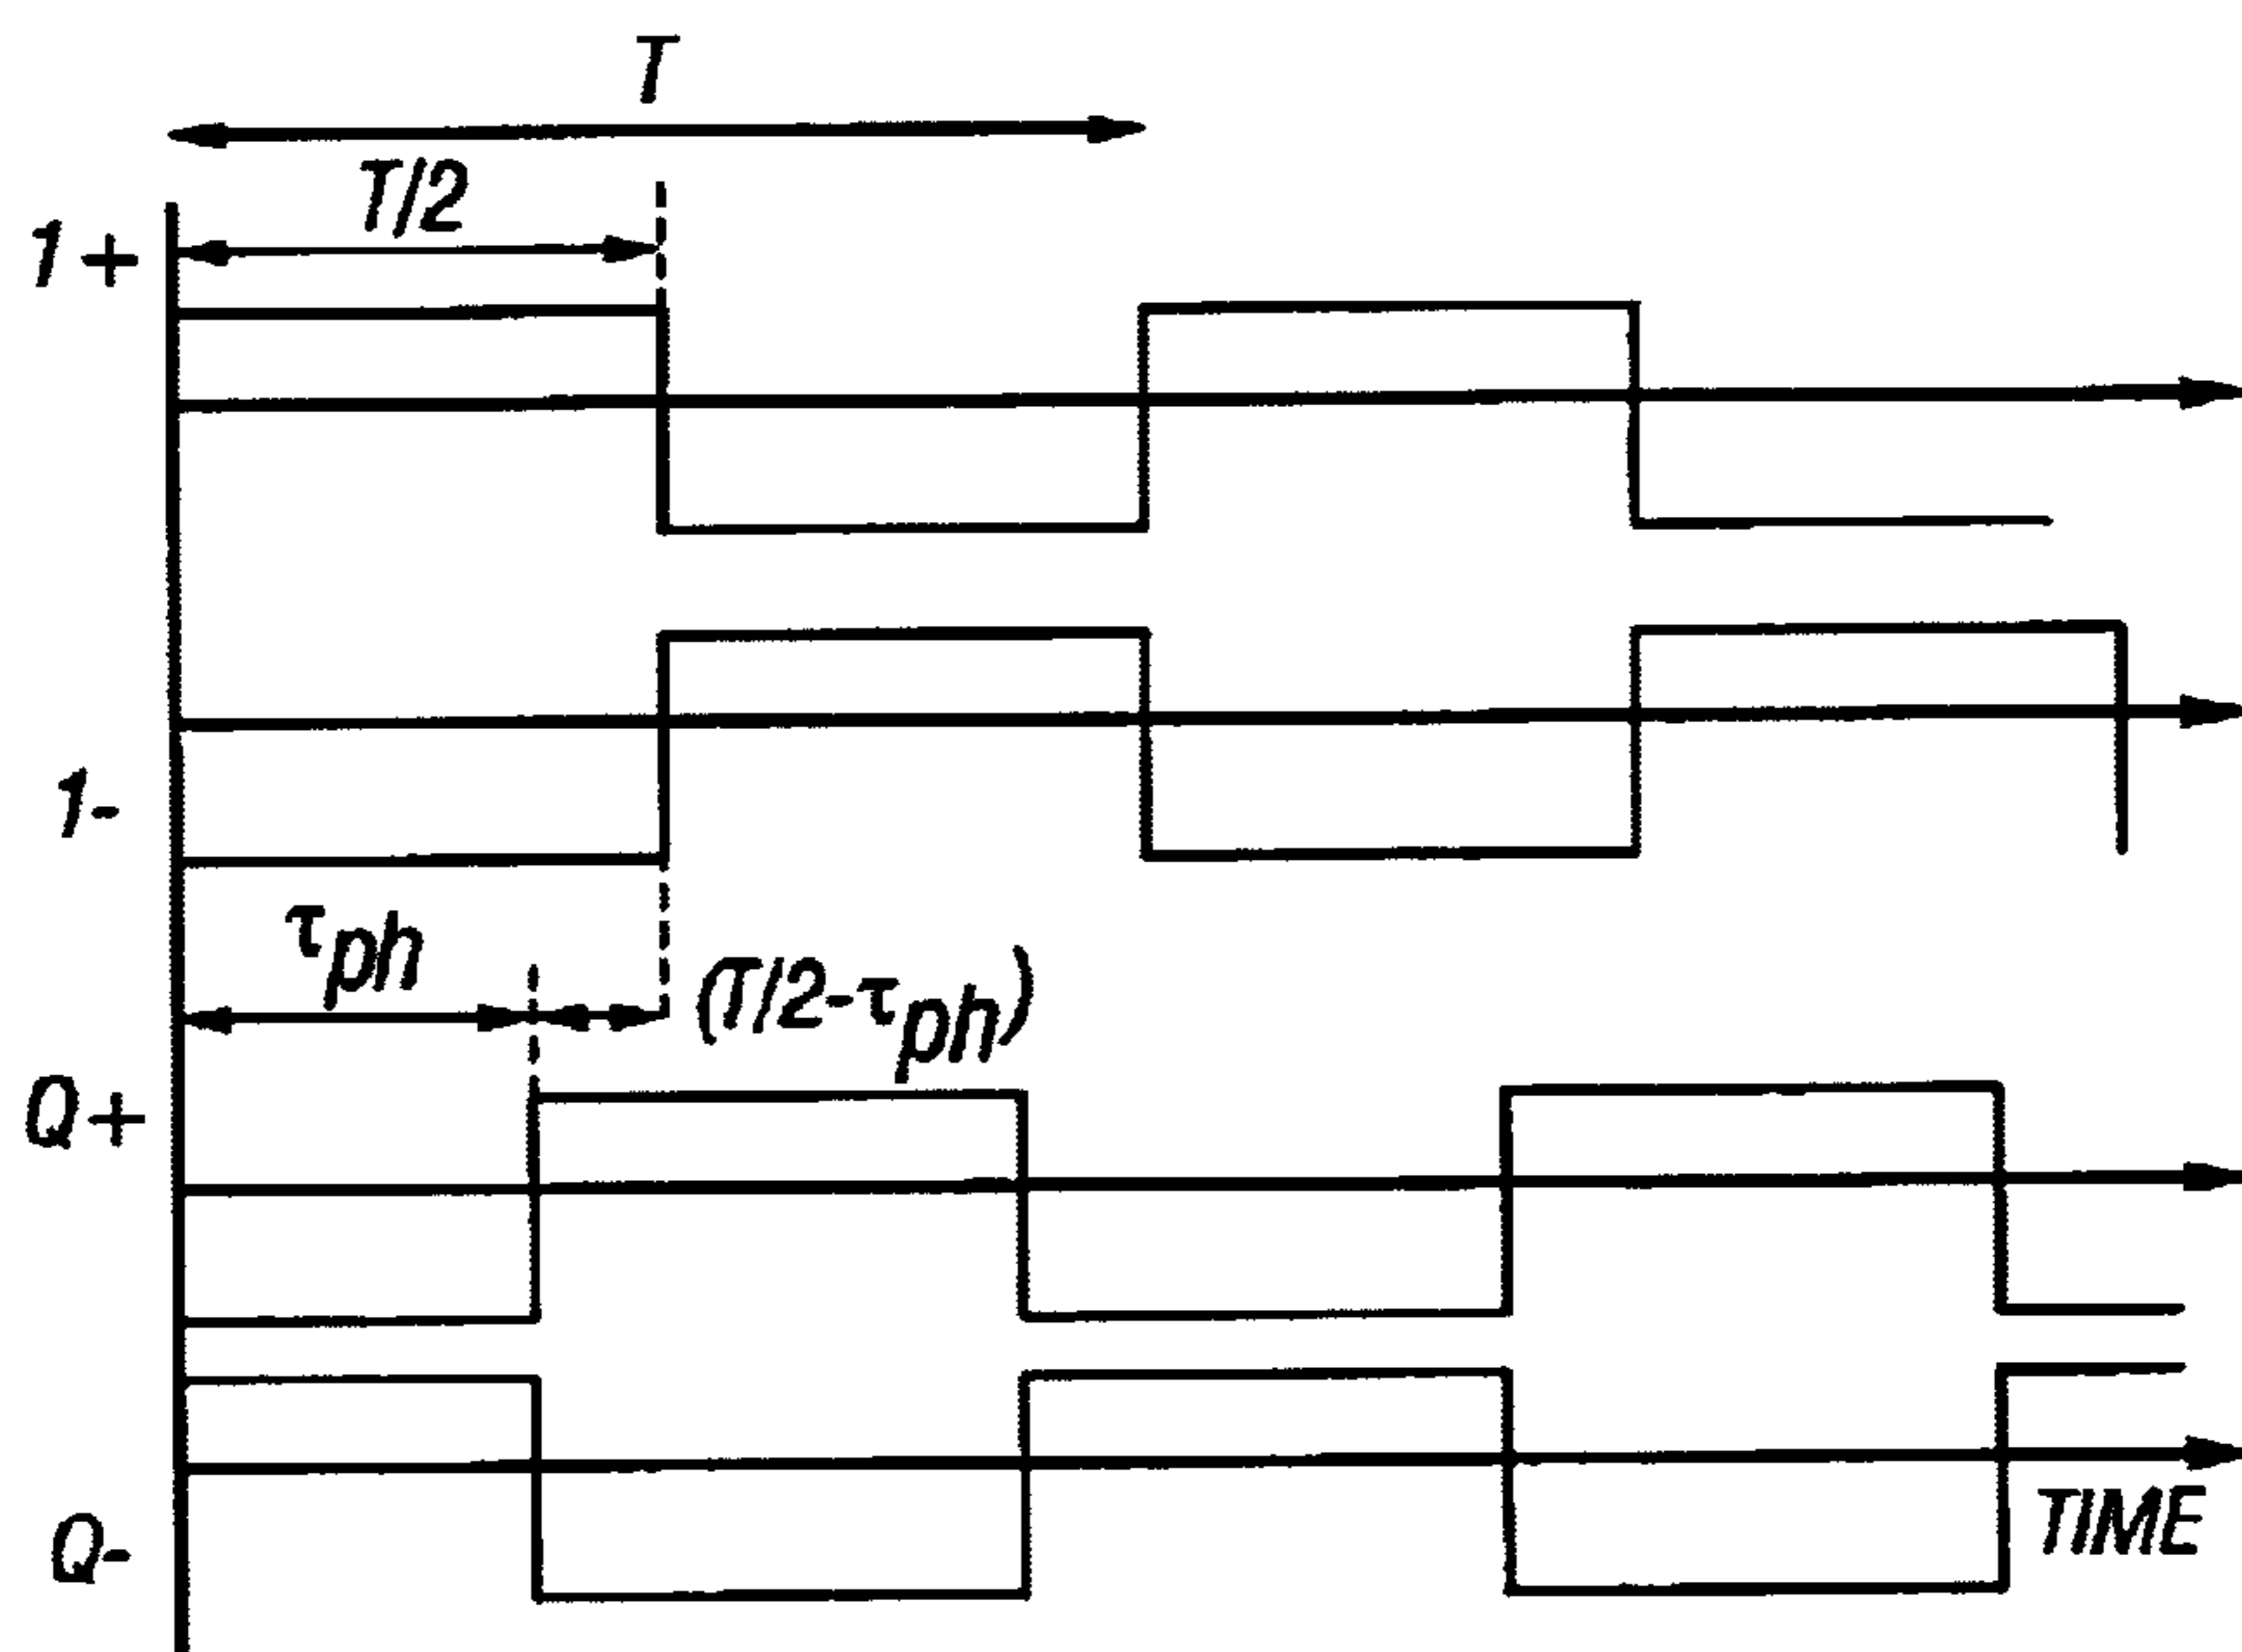 T
T/2
1+
1-
τph
(T/2-τph)
Q+
Q-
TIME